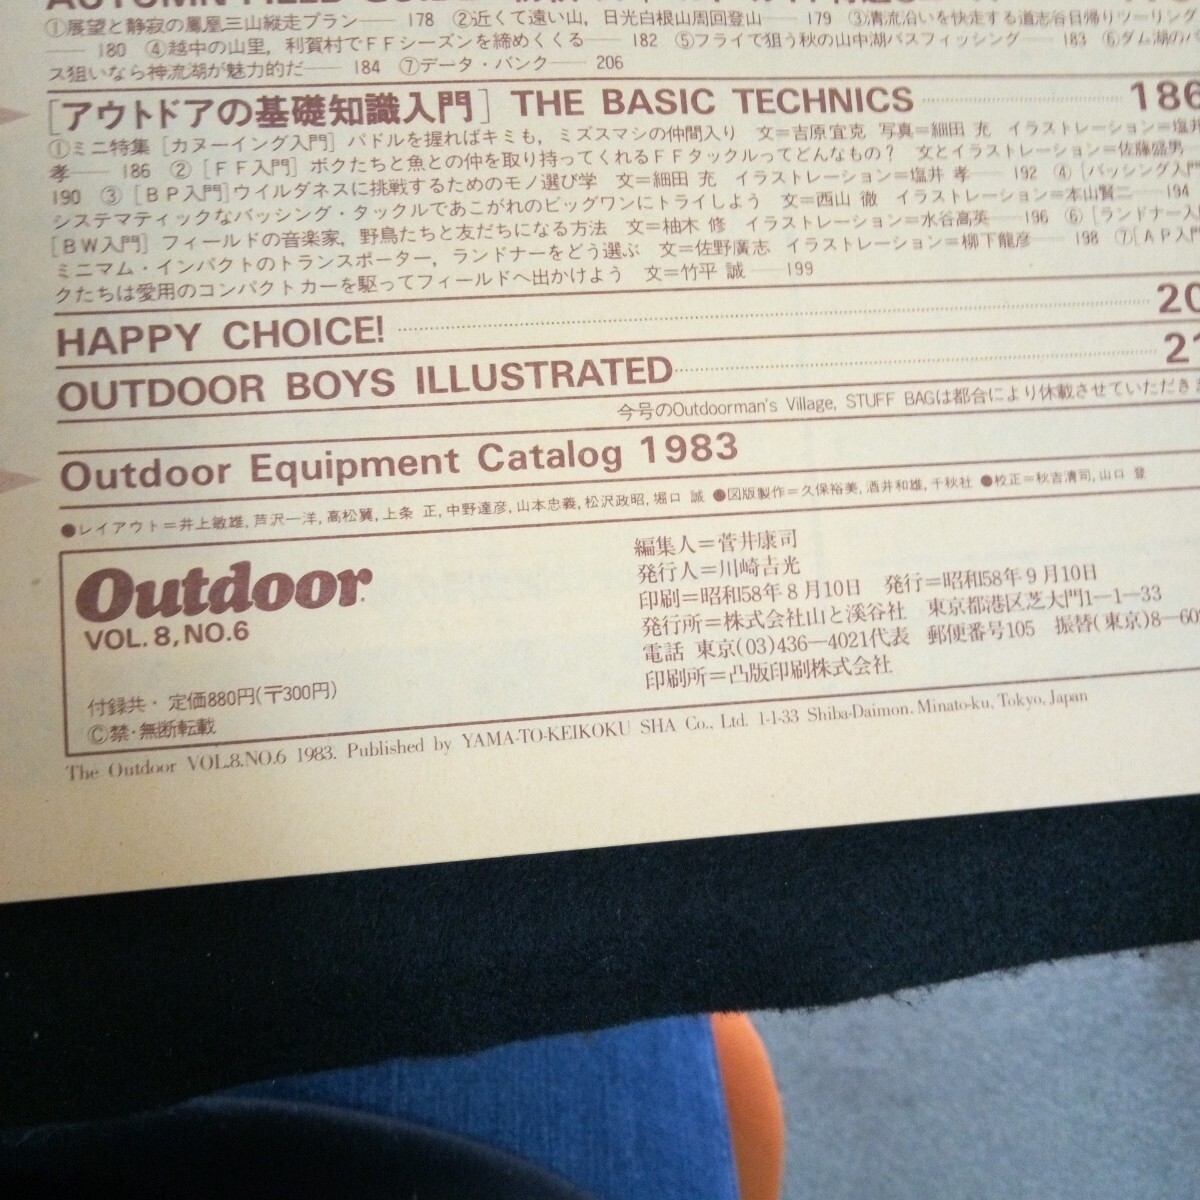 ①展望と静寂の鳳凰三山縦走プラン―― 178 ②近くて遠い山, 日光白根山周回登山―― 179 ③清流沿いを快走する道志谷日帰りツーリング
―― 180 ④越中の山里, 利賀村でFFシーズンを締めくくる―― 182 ⑤フライで狙う秋の山中湖バスフィッシング―― 183 ⑥ダム湖のバ
ス狙いなら神流湖が魅力的だ―― 184 ⑦データ・バンク―― 206
[アウトドアの基礎知識入門] THE BASIC TECHNICS 186
①ミニ特集 [カヌーイング入門] パドルを握ればキミも, ミズスマシの仲間入り 文=吉原宜克 写真=細田 充 イラストレーション=塩井
孝―― 186 ②[FF入門] ボクたちと魚との仲を取り持ってくれるFFタックルってどんなもの? 文とイラストレーション=佐藤盛男――
190 ③[BP入門]ウイルダネスに挑戦するためのモノ選び学 文=細田 充 イラストレーション=塩井 孝―― 192 ④[バッシング入門
システマティックなバッシング・タックルであこがれのビッグワンにトライしよう 文=西山 徹 イラストレーション=本山賢二―― 194
[BW入門] フィールドの音楽家, 野鳥たちと友だちになる方法 文=柚木 修 イラストレーション=水谷高英―― 196 ⑥[ランドナー入
ミニマム・インパクトのトランスポーター, ランドナーをどう選ぶ 文=佐野廣志 イラストレーション=柳下龍彦―― 198 ⑦[AP入門
クたちは愛用のコンパクトカーを駆ってフィールドへ出かけよう 文=竹平 誠―― 199
HAPPY CHOICE! 20
OUTDOOR BOYS ILLUSTRATED 21
今号のOutdoorman's Village, STUFF BAGは都合により休載させていただきま
Outdoor Equipment Catalog 1983
●レイアウト=井上敏雄, 芦沢一洋, 高松翼, 上条 正, 中野達彦, 山本忠義, 松沢政昭, 堀口 誠 ●図版製作=久保裕美, 酒井和雄, 千秋社 ●校正=秋吉清司, 山口 登
Outdoor.
VOL. 8, NO.6
付録共・定価880円(〒300円)
©禁・無断転載
編集人=菅井康司
発行人=川崎吉光
印刷=昭和58年8月10日 発行=昭和58年9月10日
発行所=株式会社山と溪谷社 東京都港区芝大門1―1―33
電話 東京(03)436―4021代表 郵便番号105 振替(東京)8―60
印刷所=凸版印刷株式会社
The Outdoor VOL.8.NO.6 1983. Published by YAMA-TO-KEIKOKU SHA Co., Ltd. 1-1-33 Shiba-Daimon, Minato-ku, Tokyo, Japan